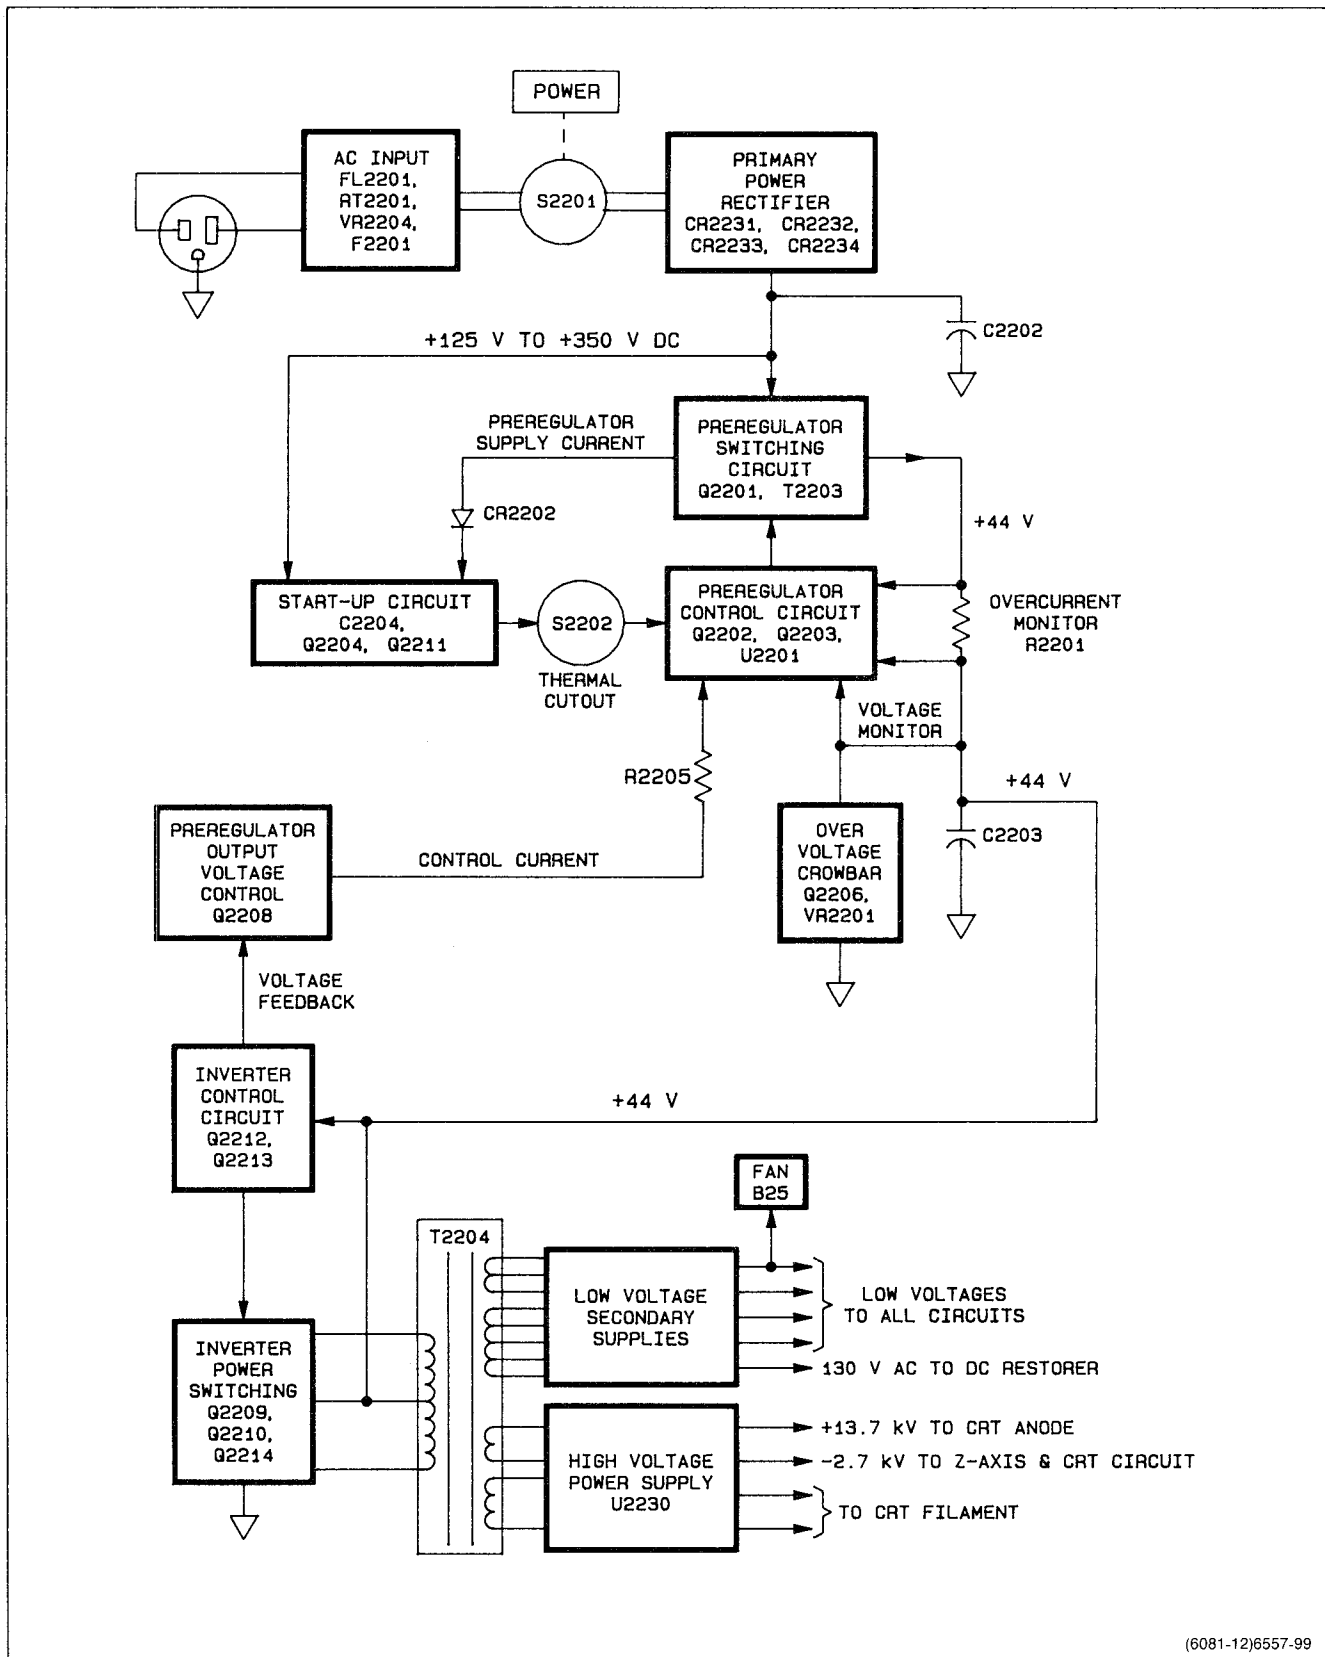 POWER
AC INPUT
FL2201,
RT2201,
VR2204,
F2201
S2201
PRIMARY
POWER
RECTIFIER
CR2231, CR2232,
CR2233, CR2234
C2202
+125 V TO +350 V DC
PREREGULATOR
SUPPLY CURRENT
PREREGULATOR
SWITCHING
CIRCUIT
Q2201, T2203
CR2202
+44 V
START-UP CIRCUIT
C2204,
Q2204, Q2211
S2202
THERMAL
CUTOUT
PREREGULATOR
CONTROL CIRCUIT
Q2202, Q2203,
U2201
OVERCURRENT
MONITOR
R2201
VOLTAGE
MONITOR
R2205
+44 V
PREREGULATOR
OUTPUT
VOLTAGE
CONTROL
Q2208
CONTROL CURRENT
OVER
VOLTAGE
CROWBAR
Q2206,
VR2201
C2203
VOLTAGE
FEEDBACK
INVERTER
CONTROL
CIRCUIT
Q2212,
Q2213
+44 V
FAN
B25
T2204
LOW VOLTAGE
SECONDARY
SUPPLIES
LOW VOLTAGES
TO ALL CIRCUITS
130 V AC TO DC RESTORER
INVERTER
POWER
SWITCHING
Q2209,
Q2210,
Q2214
HIGH VOLTAGE
POWER SUPPLY
U2230
+13.7 kV TO CRT ANODE
-2.7 kV TO Z-AXIS & CRT CIRCUIT
TO CRT FILAMENT
(6081-12)6557-99